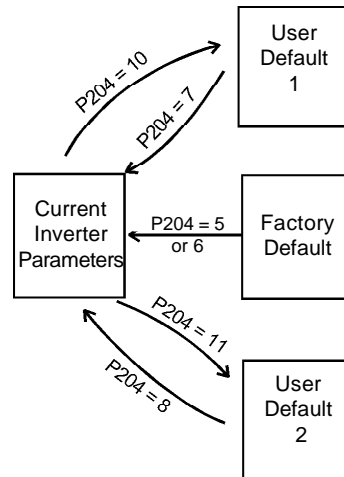 P204 = 10
User
Default
1
P204 = 7
Current
Inverter
Parameters
P204 = 5
or 6
Factory
Default
P204 = 11
P204 = 8
User
Default
2